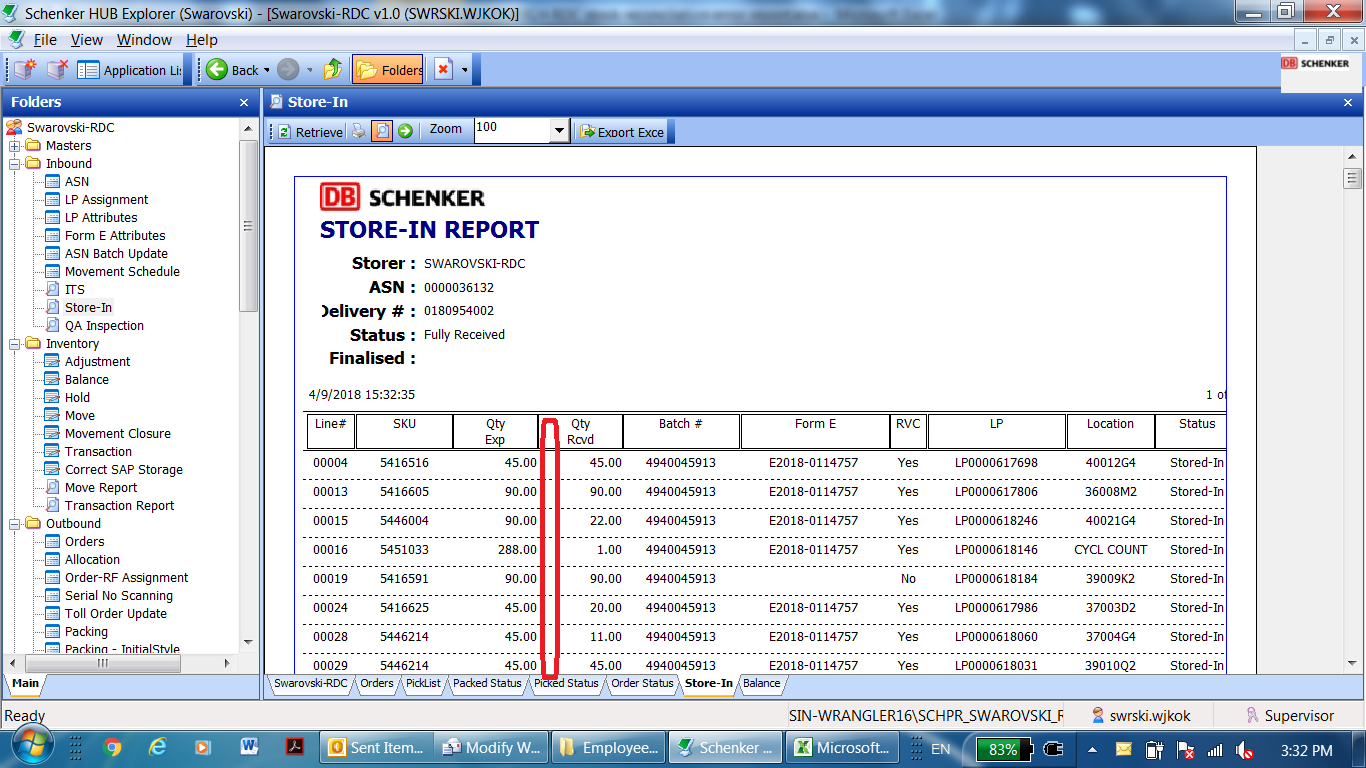 Schenker HUB Explorer (Swarovski) - [Swarovski-RDC v1.0 (SWRSKI.WJKOK)]
File View Window Help
Application Li
Back
Folders
DB SCHENKER
Folders
Swarovski-RDC
Masters
Inbound
ASN
LP Assignment
LP Attributes
Form E Attributes
ASN Batch Update
Movement Schedule
ITS
Store-In
QA Inspection
Inventory
Adjustment
Balance
Hold
Move
Movement Closure
Transaction
Correct SAP Storage
Move Report
Transaction Report
Outbound
Orders
Allocation
Order-RF Assignment
Serial No Scanning
Toll Order Update
Packing
Packing - InitialStyle
Main
Store-In
Retrieve Zoom 100 Export Exce
DB SCHENKER
STORE-IN REPORT
Storer : SWAROVSKI-RDC
ASN : 0000036132
Delivery # : 0180954002
Status : Fully Received
Finalised :
4/9/2018 15:32:35 1 of
Line# SKU Qty Exp Qty Rcvd Batch # Form E RVC LP Location Status
00004 5416516 45.00 45.00 4940045913 E2018-0114757 Yes LP0000617698 40012G4 Stored-In
00013 5416605 90.00 90.00 4940045913 E2018-0114757 Yes LP0000617806 36008M2 Stored-In
00015 5446004 90.00 22.00 4940045913 E2018-0114757 Yes LP0000618246 40021G4 Stored-In
00016 5451033 288.00 1.00 4940045913 E2018-0114757 Yes LP0000618146 CYCL COUNT Stored-In
00019 5416591 90.00 90.00 4940045913 No LP0000618184 39009K2 Stored-In
00024 5416625 45.00 20.00 4940045913 E2018-0114757 Yes LP0000617986 37003D2 Stored-In
00028 5446214 45.00 11.00 4940045913 E2018-0114757 Yes LP0000618060 37004G4 Stored-In
00029 5446214 45.00 45.00 4940045913 E2018-0114757 Yes LP0000618031 39010Q2 Stored-In
Swarovski-RDC Orders PickList Packed Status Picked Status Order Status Store-In Balance
Ready SIN-WRANGLER16\SCHPR_SWAROVSKI_R swrski.wjkok Supervisor
Sent Item... Modify W... Employee... Schenker ... Microsoft... EN 83% 3:32 PM